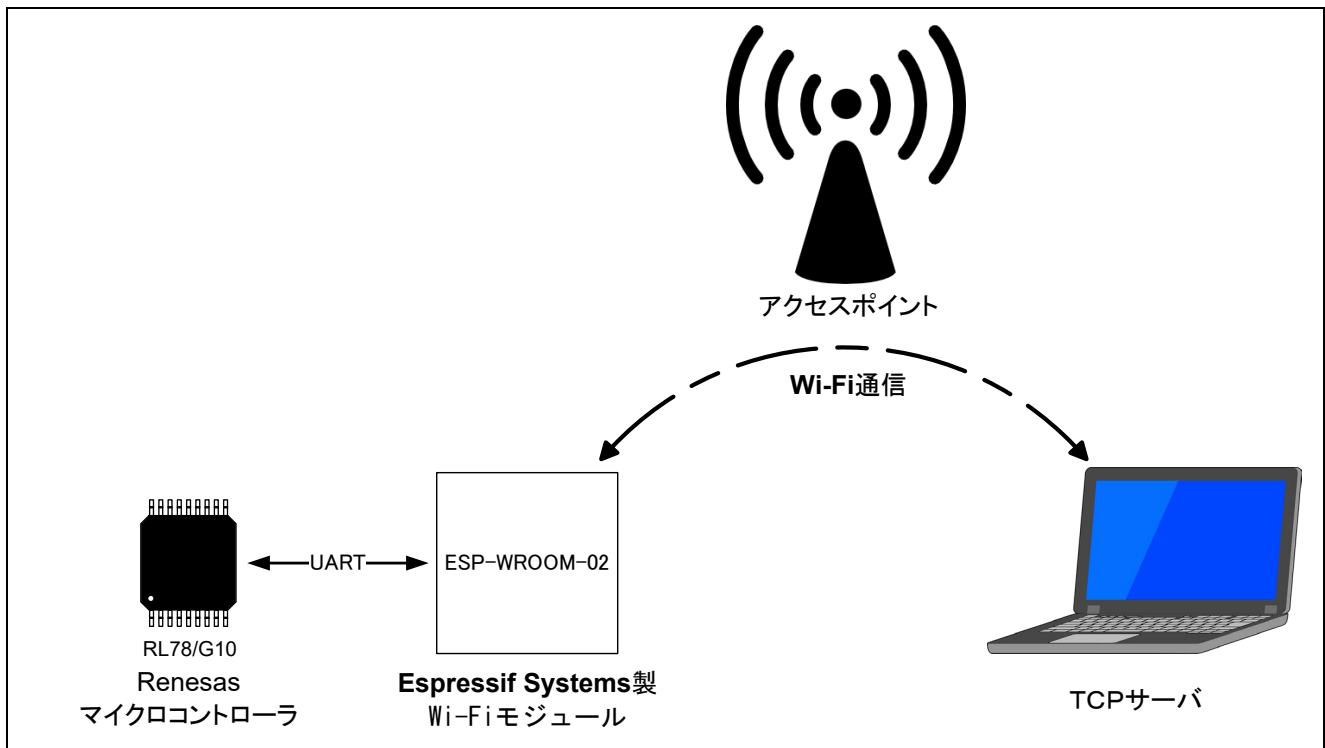 アクセスポイント
Wi-Fi通信
UART
ESP-WROOM-02
RL78/G10
Renesas
マイクロコントローラ
Espressif Systems製
Wi-Fiモジュール
TCPサーバ